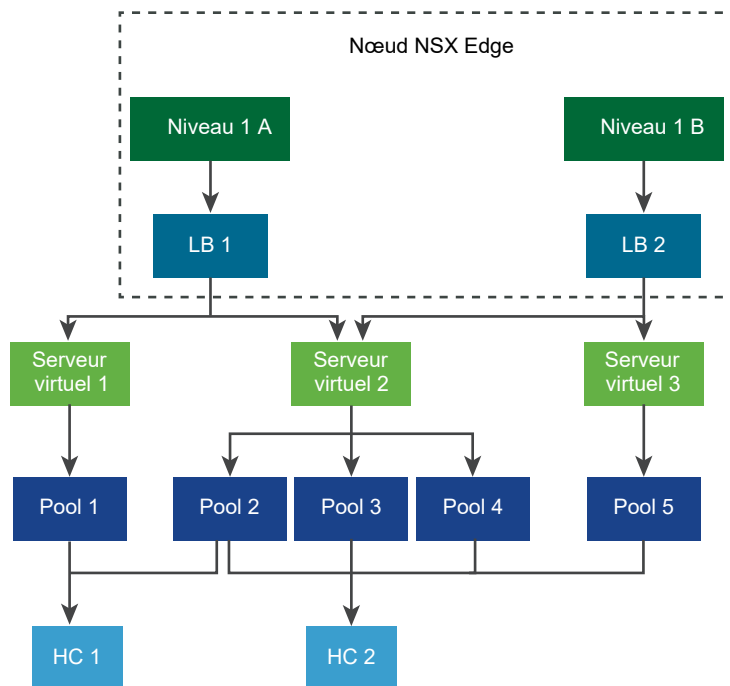 Nœud NSX Edge
Niveau 1 A
Niveau 1 B
LB 1
LB 2
Serveur
virtuel 1
Serveur
virtuel 2
Serveur
virtuel 3
Pool 1
Pool 2
Pool 3
Pool 4
Pool 5
HC 1
HC 2